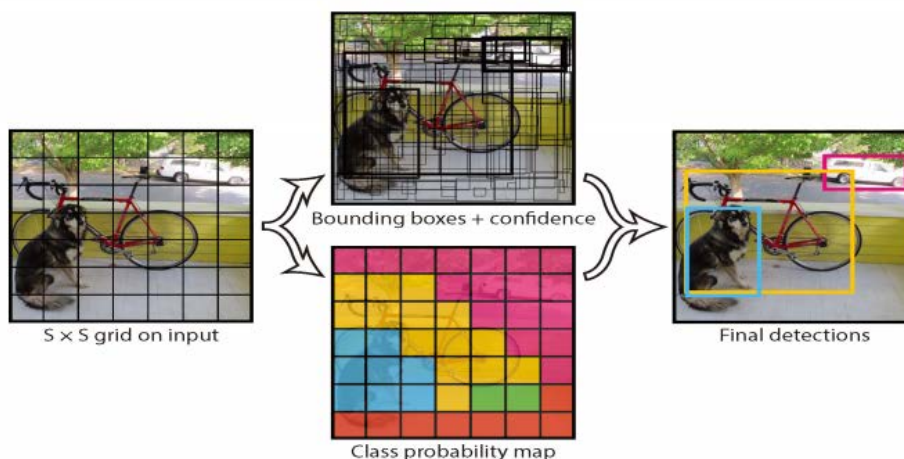 Bounding boxes + confidence
S × S grid on input
Final detections
Class probability map